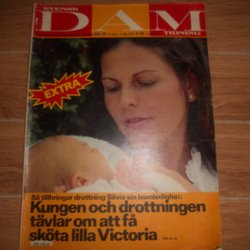 SVENSK
DAM
TIDNING
EXTRA
Så tillbringar drottning Silvia sin barnledighet:
Kungen och drottningen
tävlar om att få
sköta lilla Victoria